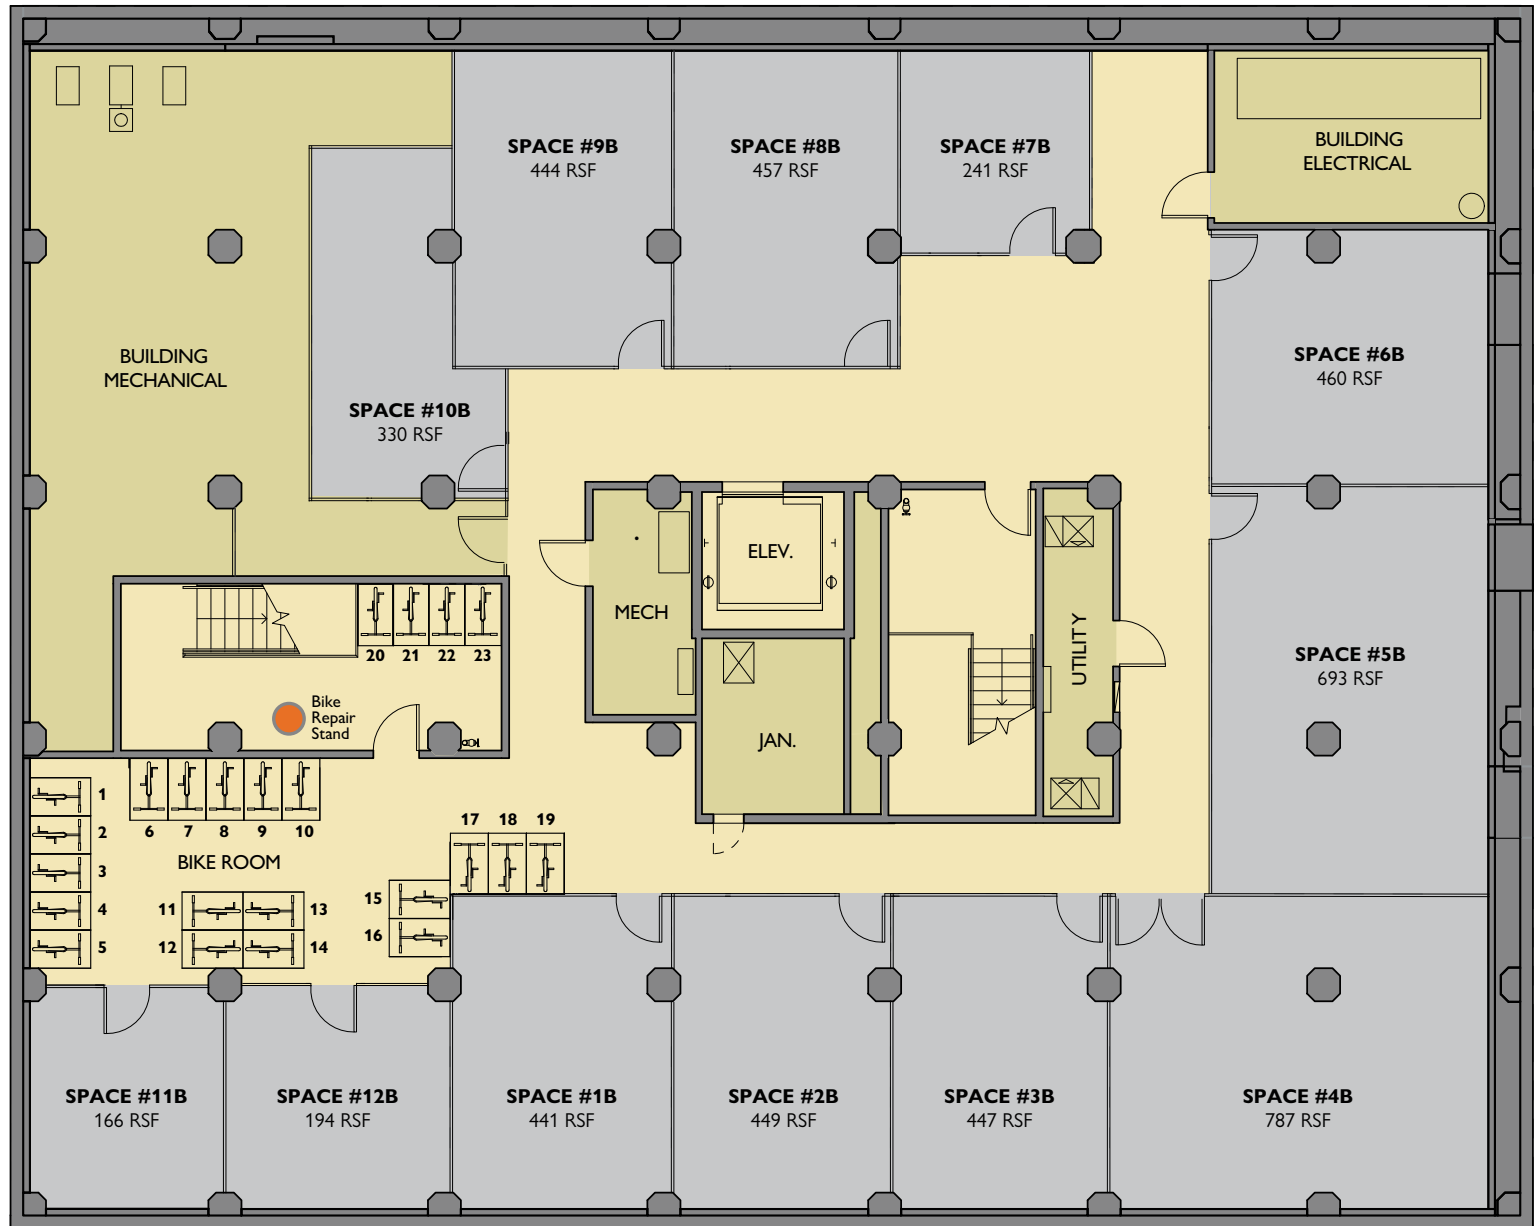 SPACE #9B
444 RSF
SPACE #8B
457 RSF
SPACE #7B
241 RSF
BUILDING
ELECTRICAL
BUILDING
MECHANICAL
SPACE #10B
330 RSF
SPACE #6B
460 RSF
ELEV.
MECH
UTILITY
JAN.
SPACE #5B
693 RSF
20
21
22
23
Bike
Repair
Stand
1
2
3
4
5
6
7
8
9
10
BIKE ROOM
11
12
13
14
15
16
17
18
19
SPACE #11B
166 RSF
SPACE #12B
194 RSF
SPACE #1B
441 RSF
SPACE #2B
449 RSF
SPACE #3B
447 RSF
SPACE #4B
787 RSF